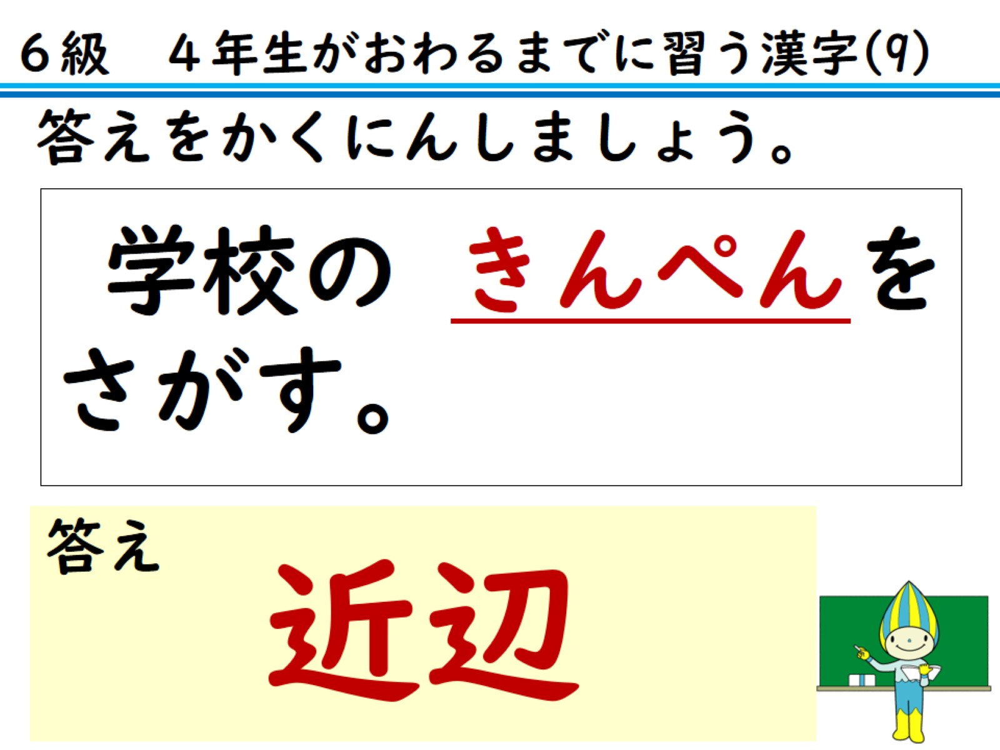 ６級　４年生がおわるまでに習う漢字(9)
答えをかくにんしましょう。
学校の　きんぺんを
さがす。
答え
近辺